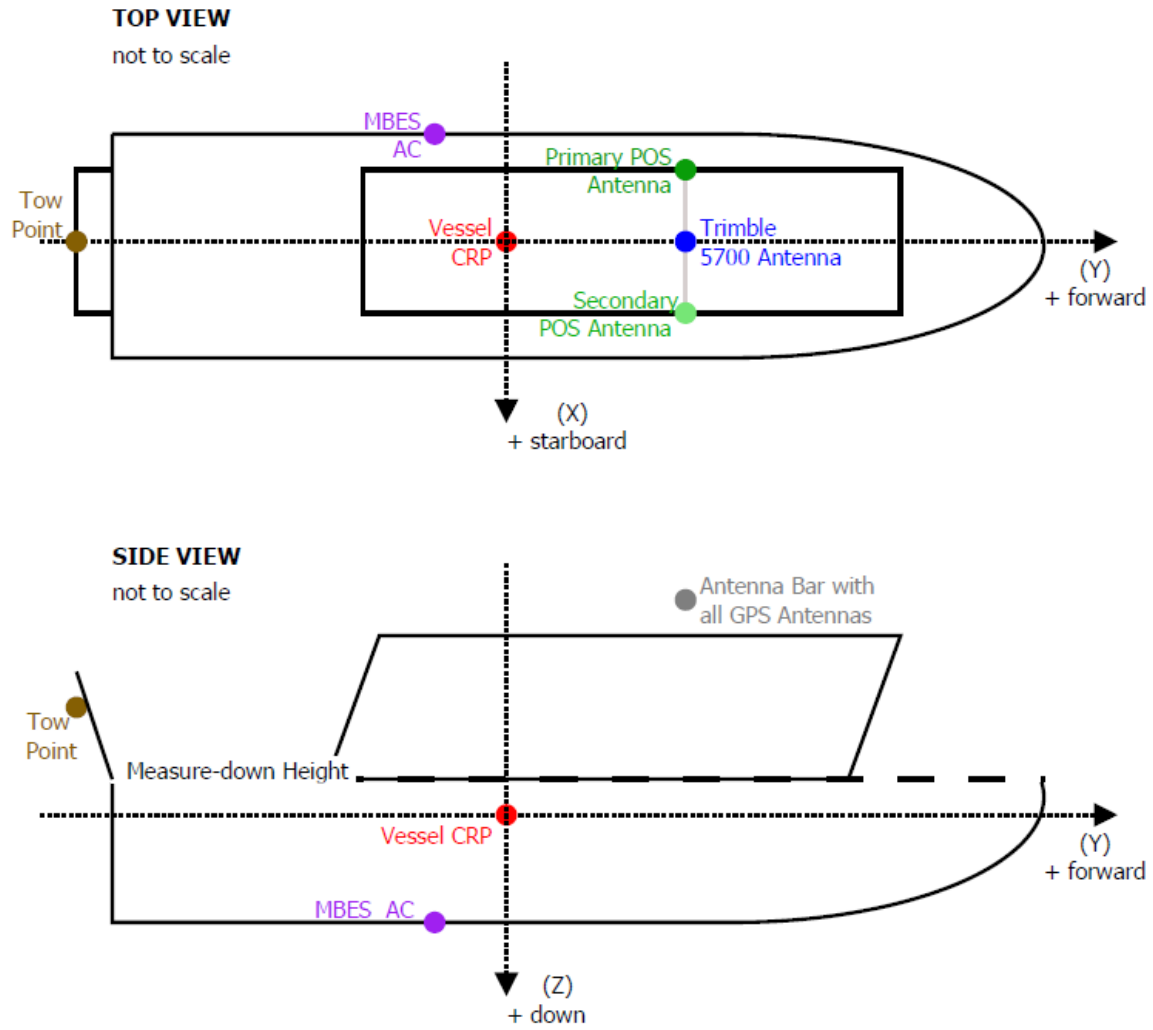 TOP VIEW
not to scale
MBES
AC
Primary POS
Antenna
Tow
Point
Vessel
CRP
Trimble
5700 Antenna
(Y)
+ forward
Secondary
POS Antenna
(X)
+ starboard
SIDE VIEW
not to scale
Antenna Bar with
all GPS Antennas
Tow
Point
Measure-down Height
Vessel CRP
(Y)
+ forward
MBES AC
(Z)
+ down